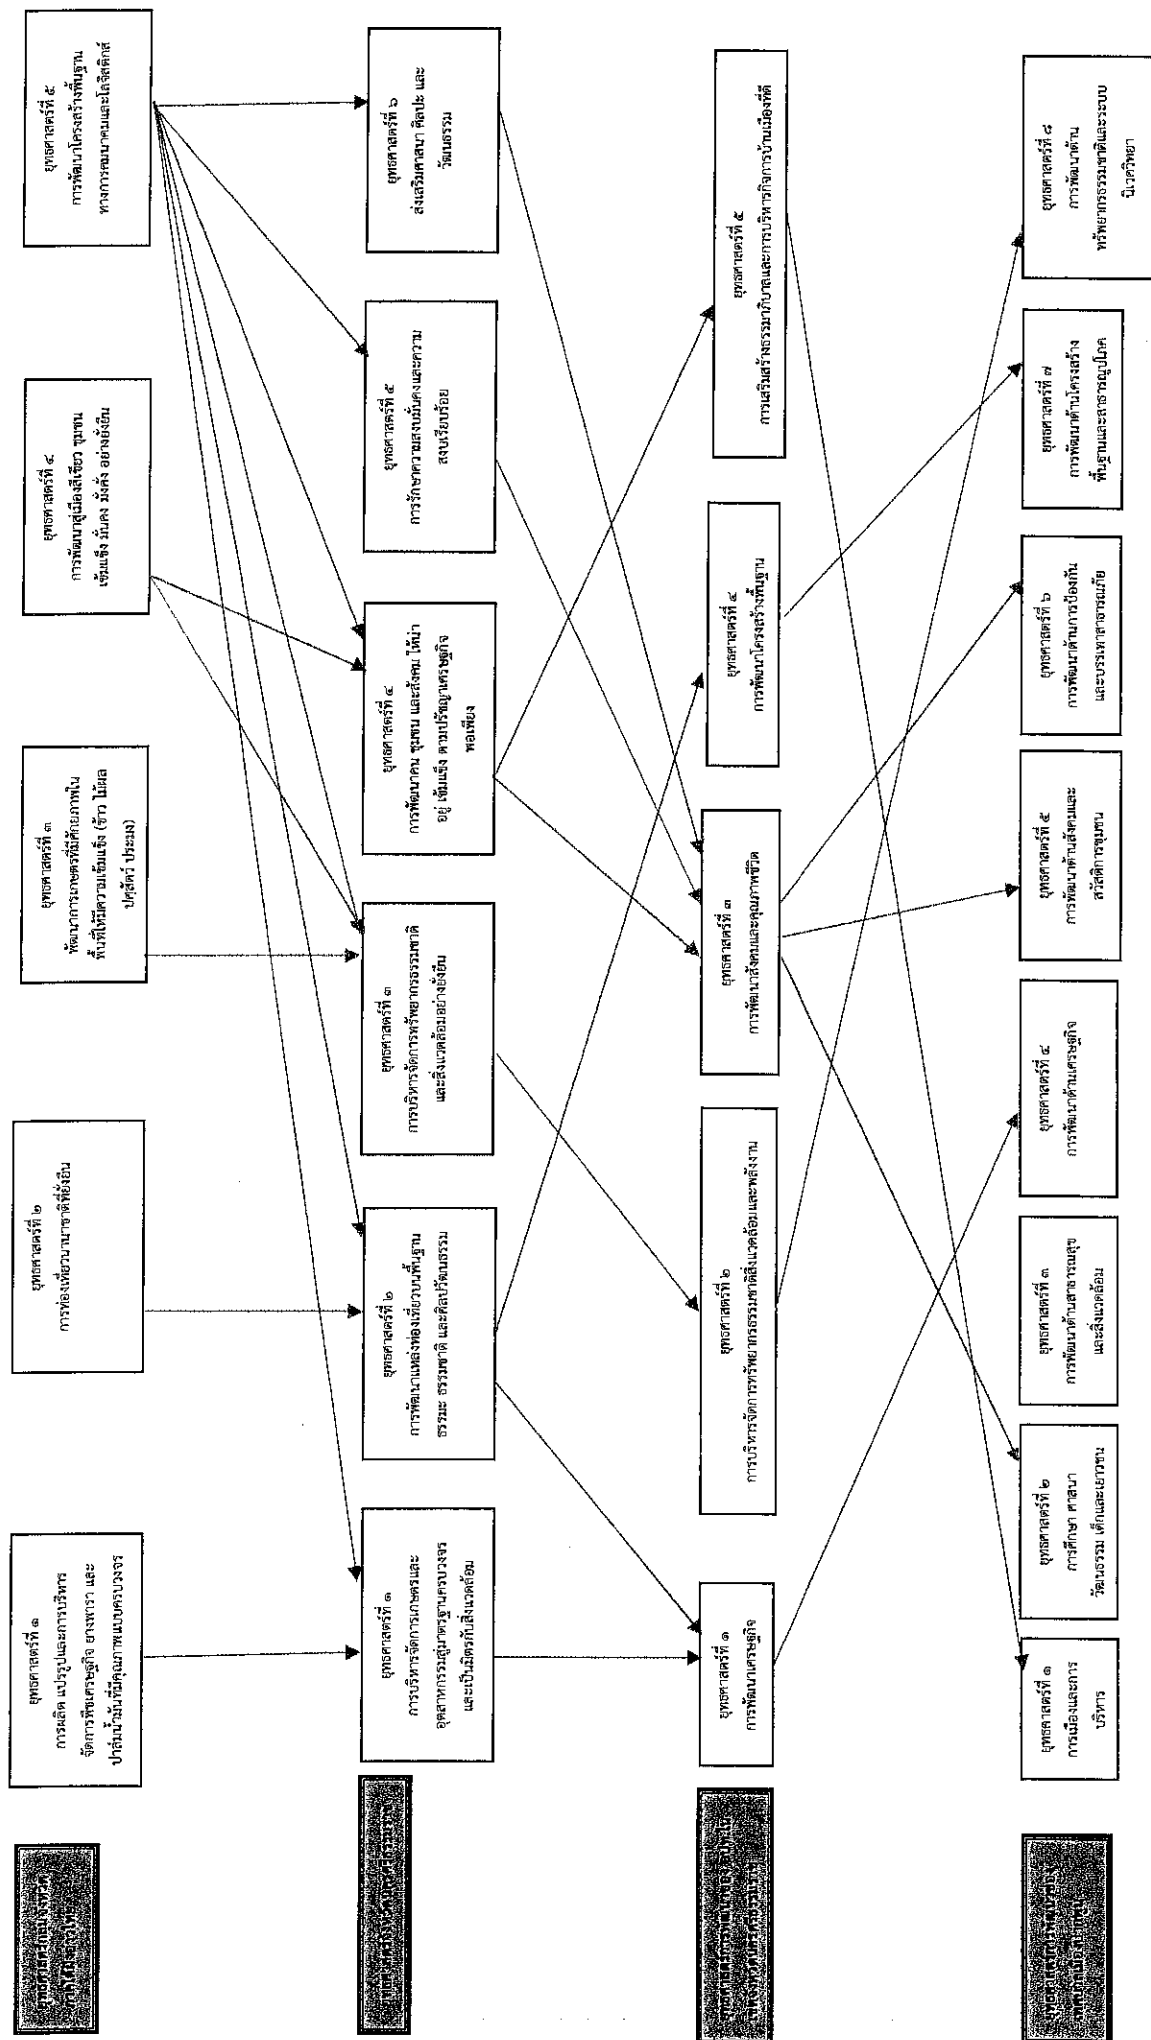 ยุทธศาสตร์ที่ ๑
การผลิต แปรรูปและการบริหาร
จัดการพืชเศรษฐกิจ ยางพารา และ
ปาล์มน้ำมันที่มีคุณภาพแบบครบวงจร
ยุทธศาสตร์ที่ ๒
การท่องเที่ยวนานาชาติที่ยั่งยืน
ยุทธศาสตร์ที่ ๓
พัฒนาการเกษตรที่มีศักยภาพใน
พื้นที่ให้มีความเข้มแข็ง (ข้าว ไม้ผล
ปศุสัตว์ ประมง)
ยุทธศาสตร์ที่ ๔
การพัฒนาสู่เมืองสีเขียว ชุมชน
เข้มแข็ง มั่นคง มั่งคั่ง อย่างยั่งยืน
ยุทธศาสตร์ที่ ๕
การพัฒนาโครงสร้างพื้นฐาน
ทางการคมนาคมและโลจิสติกส์
ยุทธศาสตร์ที่ ๑
การบริหารจัดการเกษตรและ
อุตสาหกรรมสู่มาตรฐานครบวงจร
และเป็นมิตรกับสิ่งแวดล้อม
ยุทธศาสตร์ที่ ๒
การพัฒนาแหล่งท่องเที่ยวบนพื้นฐาน
ธรรมะ ธรรมชาติ และศิลปวัฒนธรรม
ยุทธศาสตร์ที่ ๓
การบริหารจัดการทรัพยากรธรรมชาติ
และสิ่งแวดล้อมอย่างยั่งยืน
ยุทธศาสตร์ที่ ๔
การพัฒนาคน ชุมชน และสังคม ให้น่า
อยู่ เข้มแข็ง ตามปรัชญาเศรษฐกิจ
พอเพียง
ยุทธศาสตร์ที่ ๕
การรักษาความสงบมั่นคงและความ
สงบเรียบร้อย
ยุทธศาสตร์ที่ ๖
ส่งเสริมศาสนา ศิลปะ และ
วัฒนธรรม
ยุทธศาสตร์ที่ ๑
การพัฒนาเศรษฐกิจ
ยุทธศาสตร์ที่ ๒
การบริหารจัดการทรัพยากรธรรมชาติสิ่งแวดล้อมและพลังงาน
ยุทธศาสตร์ที่ ๓
การพัฒนาสังคมและคุณภาพชีวิต
ยุทธศาสตร์ที่ ๔
การพัฒนาโครงสร้างพื้นฐาน
ยุทธศาสตร์ที่ ๕
การเสริมสร้างธรรมาภิบาลและการบริหารกิจการบ้านเมืองที่ดี
ยุทธศาสตร์ที่ ๑
การเมืองและการ
บริหาร
ยุทธศาสตร์ที่ ๒
การศึกษา ศาสนา
วัฒนธรรม เด็กและเยาวชน
ยุทธศาสตร์ที่ ๓
การพัฒนาด้านสาธารณสุข
และสิ่งแวดล้อม
ยุทธศาสตร์ที่ ๔
การพัฒนาด้านเศรษฐกิจ
ยุทธศาสตร์ที่ ๕
การพัฒนาด้านสังคมและ
สวัสดิการชุมชน
ยุทธศาสตร์ที่ ๖
การพัฒนาด้านการป้องกัน
และบรรเทาสาธารณภัย
ยุทธศาสตร์ที่ ๗
การพัฒนาด้านโครงสร้าง
พื้นฐานและสาธารณูปโภค
ยุทธศาสตร์ที่ ๘
การพัฒนาด้าน
ทรัพยากรธรรมชาติและระบบ
นิเวศวิทยา